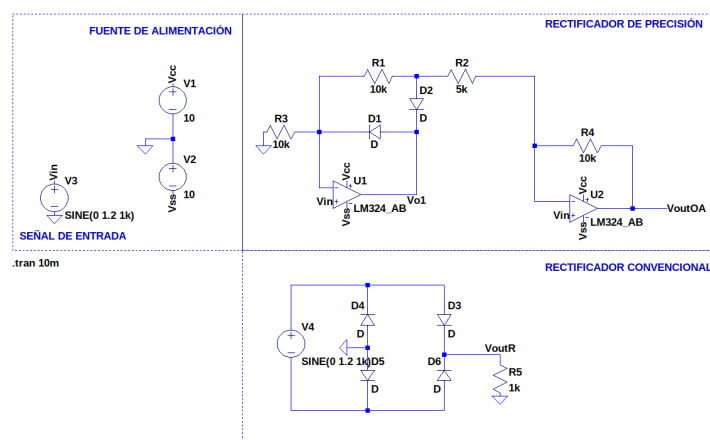 FUENTE DE ALIMENTACIÓN
RECTIFICADOR DE PRECISIÓN
Vcc
V1
10
V2
10
Vss
Vin
V3
SINE(0 1.2 1k)
SEÑAL DE ENTRADA
.tran 10m
R1
10k
R2
5k
D2
D
R3
10k
D1
D
Vcc
U1
Vin
Vo1
LM324_AB
Vss
R4
10k
Vcc
U2
Vin
VoutOA
LM324_AB
Vss
RECTIFICADOR CONVENCIONAL
D4
D
D3
D
V4
SINE(0 1.2 1k)
D5
D
D6
D
VoutR
R5
1k